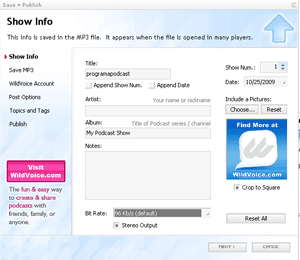 Save + Publish
Show Info
This info is saved in the MP3 file. It appears when the file is opened in many players.
Show Info
Save MP3
WildVoice Account
Post Options
Topics and Tags
Publish
Visit
WildVoice.com
The fun & easy way
to create & share
podcasts with
friends, family, or
anyone.
Title:
programapodcast
Append Show Num.
Append Date
Artist:
Your name or nickname
Album:
Title of Podcast series / channel
My Podcast Show
Notes:
Bit Rate:
96 Kb/s (default)
Stereo Output
Show Num.:
1
Date:
10/25/2009
Include a Picture:
Choose
Reset
Find More at
WildVoice.com
Crop to Square
Reset All
NEXT >
CANCEL